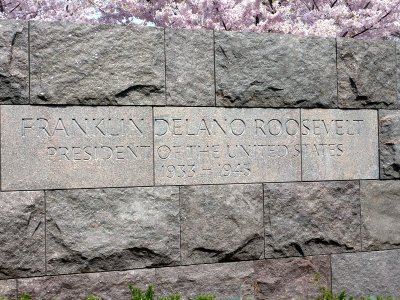 FRANKLIN DELANO ROOSEVELT
PRESIDENT OF THE UNITED STATES
1933 - 1945